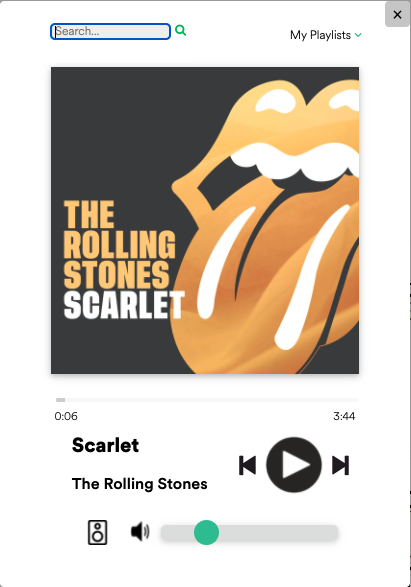 Search...
My Playlists
THE
ROLLING
STONES
SCARLET
0:06 3:44
Scarlet
The Rolling Stones